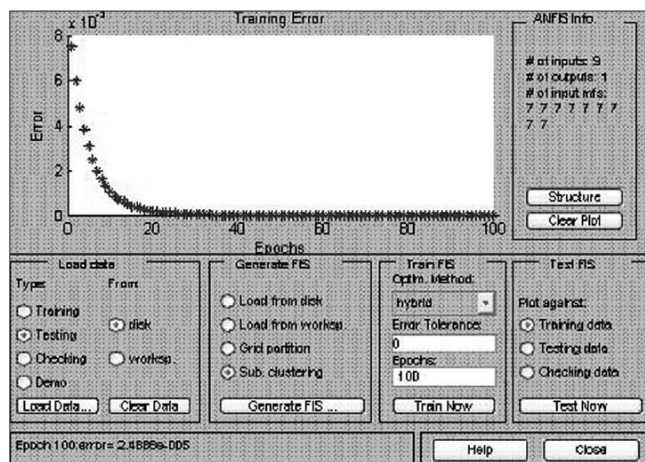 x 10-3
Training Error
8
6
4
2
0
0
20
40
60
80
100
Error
Epochs
ANFIS Info
# of inputs: 9
# of outputs: 1
# of input mfs:
7 7 7 7 7 7 7
7 7
Structure
Clear Plot
Load data
Type:
From:
Training
Testing
Checking
Demo
disk
worksp.
Load Data...
Clear Data
Generate FIS
Load from disk
Load from worksp.
Grid partition
Sub. clustering
Generate FIS ...
Train FIS
Optim. Method:
hybrid
Error Tolerance:
0
Epochs:
100
Train Now
Test FIS
Plot against:
Training data
Testing data
Checking data
Test Now
Epoch 100:error=
Help
Close